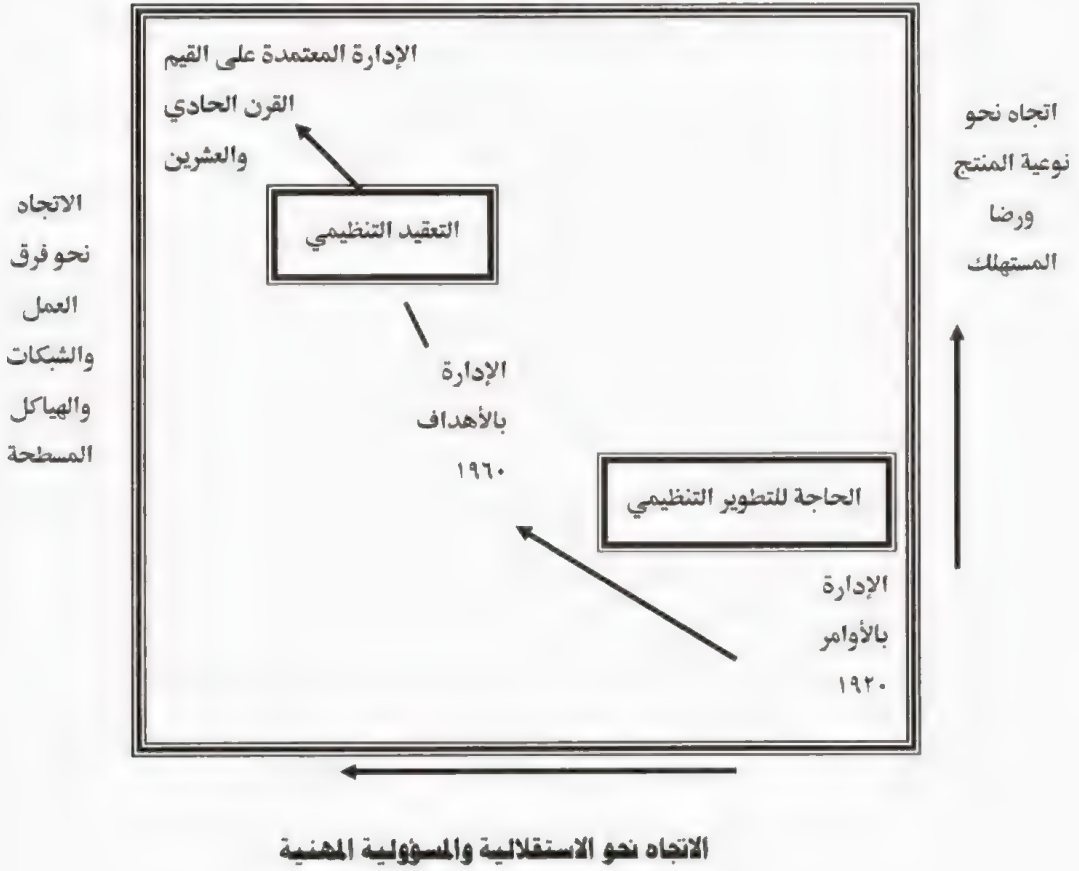 الإدارة المعتمدة على القيم
القرن الحادي
والعشرين
اتجاه نحو
نوعية المنتج
ورضا
المستهلك
الاتجاه
نحو فرق
العمل
والشبكات
والهياكل
المسطحة
التعقيد التنظيمي
الإدارة
بالأهداف
١٩٦٠
الحاجة للتطوير التنظيمي
الإدارة
بالأوامر
١٩٢٠
الاتجاه نحو الاستقلالية والمسؤولية المهنية